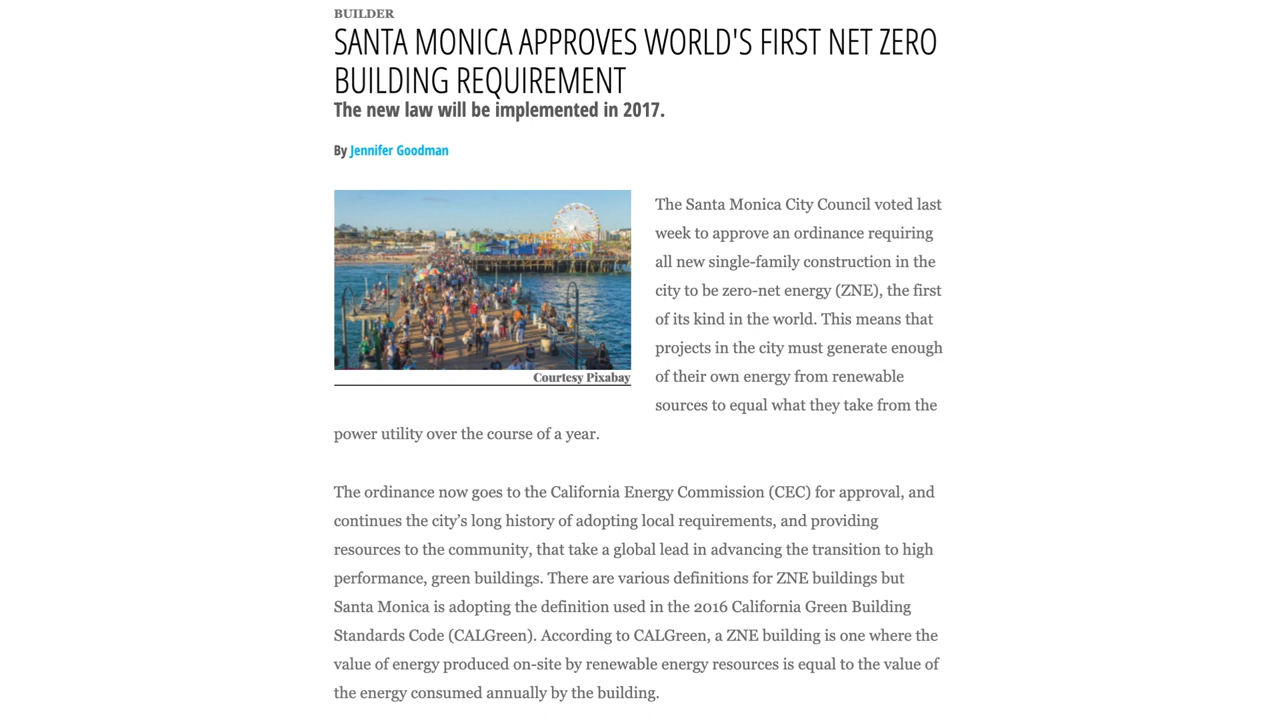 BUILDER
SANTA MONICA APPROVES WORLD'S FIRST NET ZERO
BUILDING REQUIREMENT
The new law will be implemented in 2017.
By Jennifer Goodman
Courtesy Pixabay
The Santa Monica City Council voted last
week to approve an ordinance requiring
all new single-family construction in the
city to be zero-net energy (ZNE), the first
of its kind in the world. This means that
projects in the city must generate enough
of their own energy from renewable
sources to equal what they take from the
power utility over the course of a year.
The ordinance now goes to the California Energy Commission (CEC) for approval, and
continues the city’s long history of adopting local requirements, and providing
resources to the community, that take a global lead in advancing the transition to high
performance, green buildings. There are various definitions for ZNE buildings but
Santa Monica is adopting the definition used in the 2016 California Green Building
Standards Code (CALGreen). According to CALGreen, a ZNE building is one where the
value of energy produced on-site by renewable energy resources is equal to the value of
the energy consumed annually by the building.